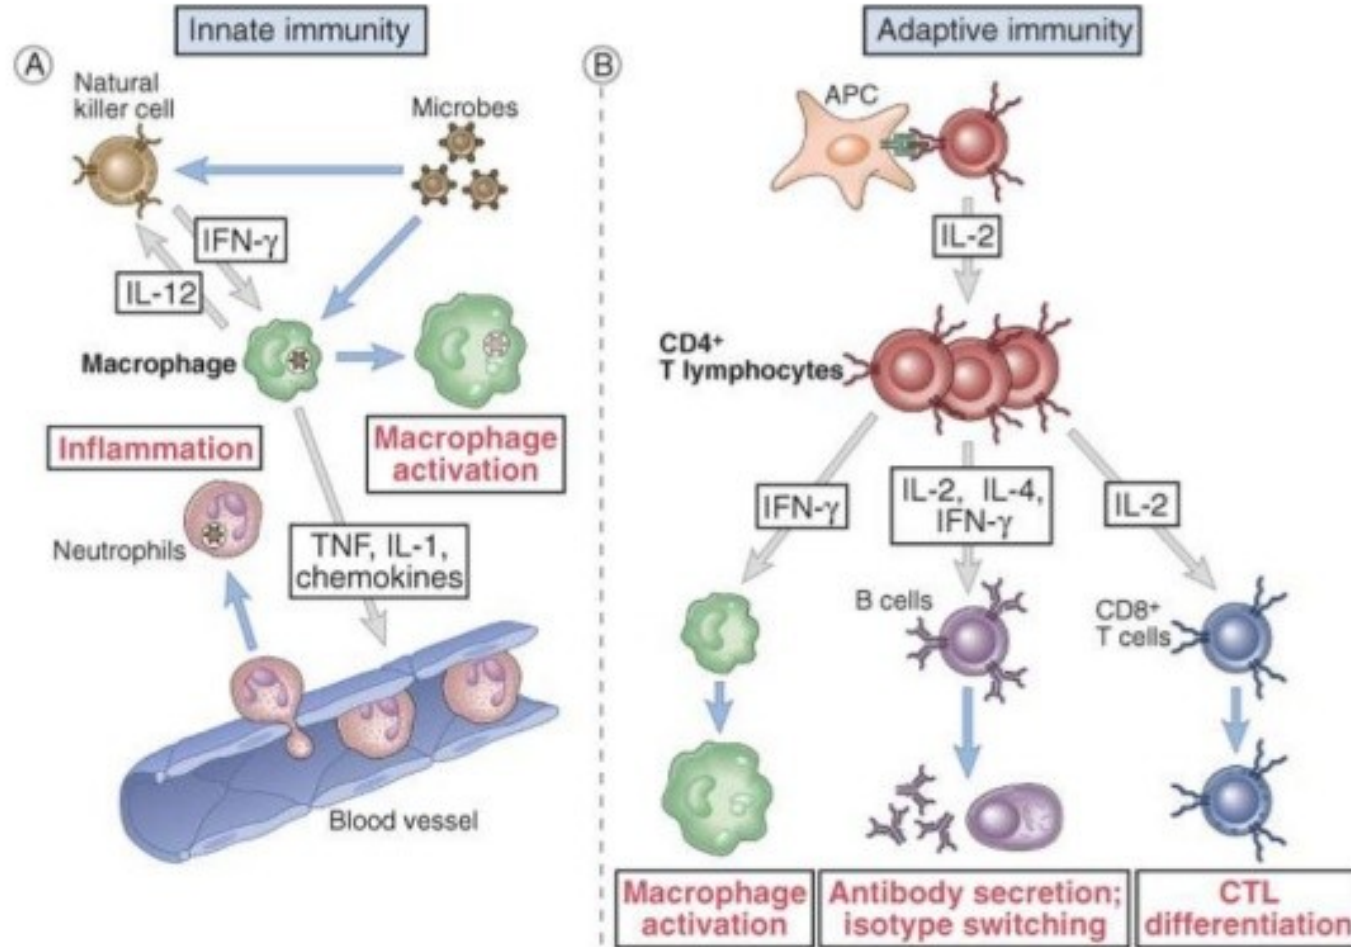 Innate immunity
A
Natural
killer cell
Microbes
IFN-γ
IL-12
Macrophage
Inflammation
Macrophage
activation
Neutrophils
TNF, IL-1,
chemokines
Blood vessel
Adaptive immunity
B
APC
IL-2
CD4⁺
T lymphocytes
IFN-γ
IL-2, IL-4,
IFN-γ
IL-2
B cells
CD8⁺
T cells
Macrophage
activation
Antibody secretion;
isotype switching
CTL
differentiation